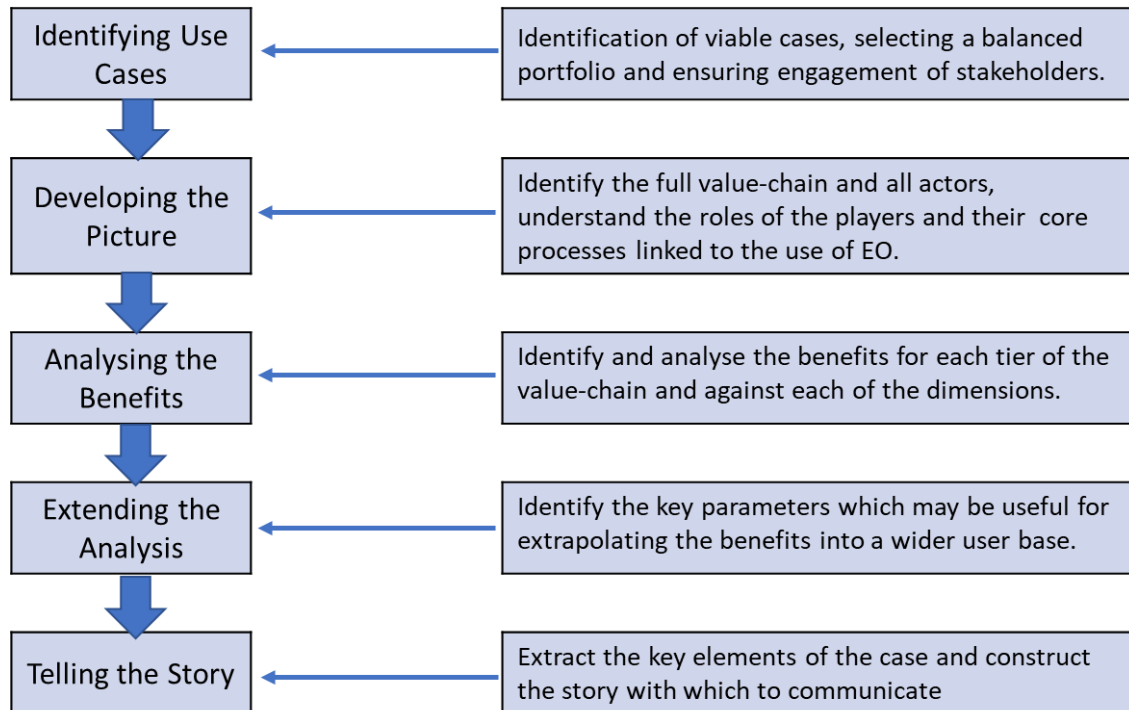 Identifying Use
Cases
Identification of viable cases, selecting a balanced
portfolio and ensuring engagement of stakeholders.
Developing the
Picture
Identify the full value-chain and all actors,
understand the roles of the players and their core
processes linked to the use of EO.
Analysing the
Benefits
Identify and analyse the benefits for each tier of the
value-chain and against each of the dimensions.
Extending the
Analysis
Identify the key parameters which may be useful for
extrapolating the benefits into a wider user base.
Telling the Story
Extract the key elements of the case and construct
the story with which to communicate